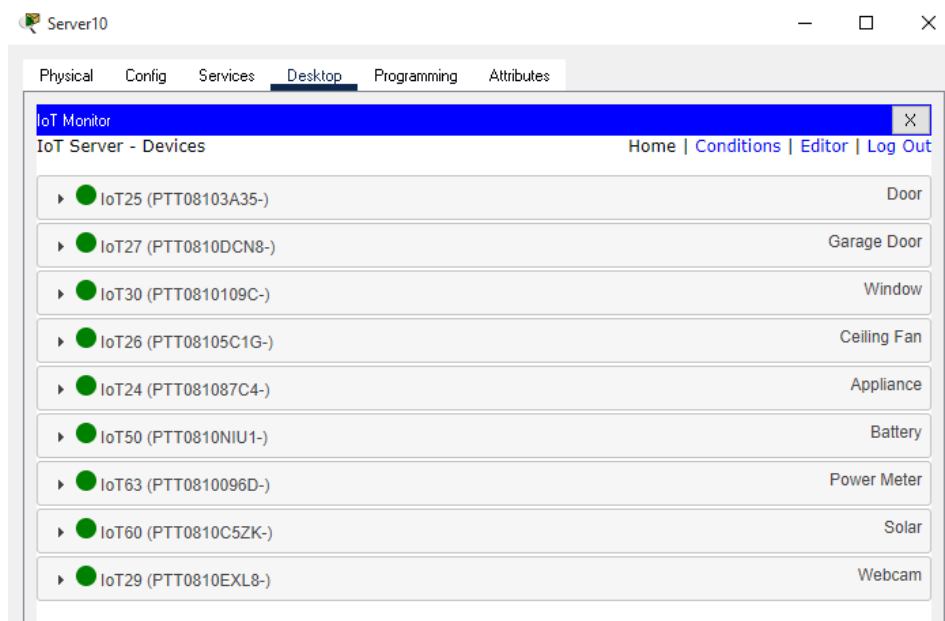 Server10
Physical Config Services Desktop Programming Attributes
IoT Monitor X
IoT Server - Devices Home | Conditions | Editor | Log Out
IoT25 (PTT08103A35-) Door
IoT27 (PTT0810DCN8-) Garage Door
IoT30 (PTT0810109C-) Window
IoT26 (PTT08105C1G-) Ceiling Fan
IoT24 (PTT081087C4-) Appliance
IoT50 (PTT0810NIU1-) Battery
IoT63 (PTT0810096D-) Power Meter
IoT60 (PTT0810C5ZK-) Solar
IoT29 (PTT0810EXL8-) Webcam